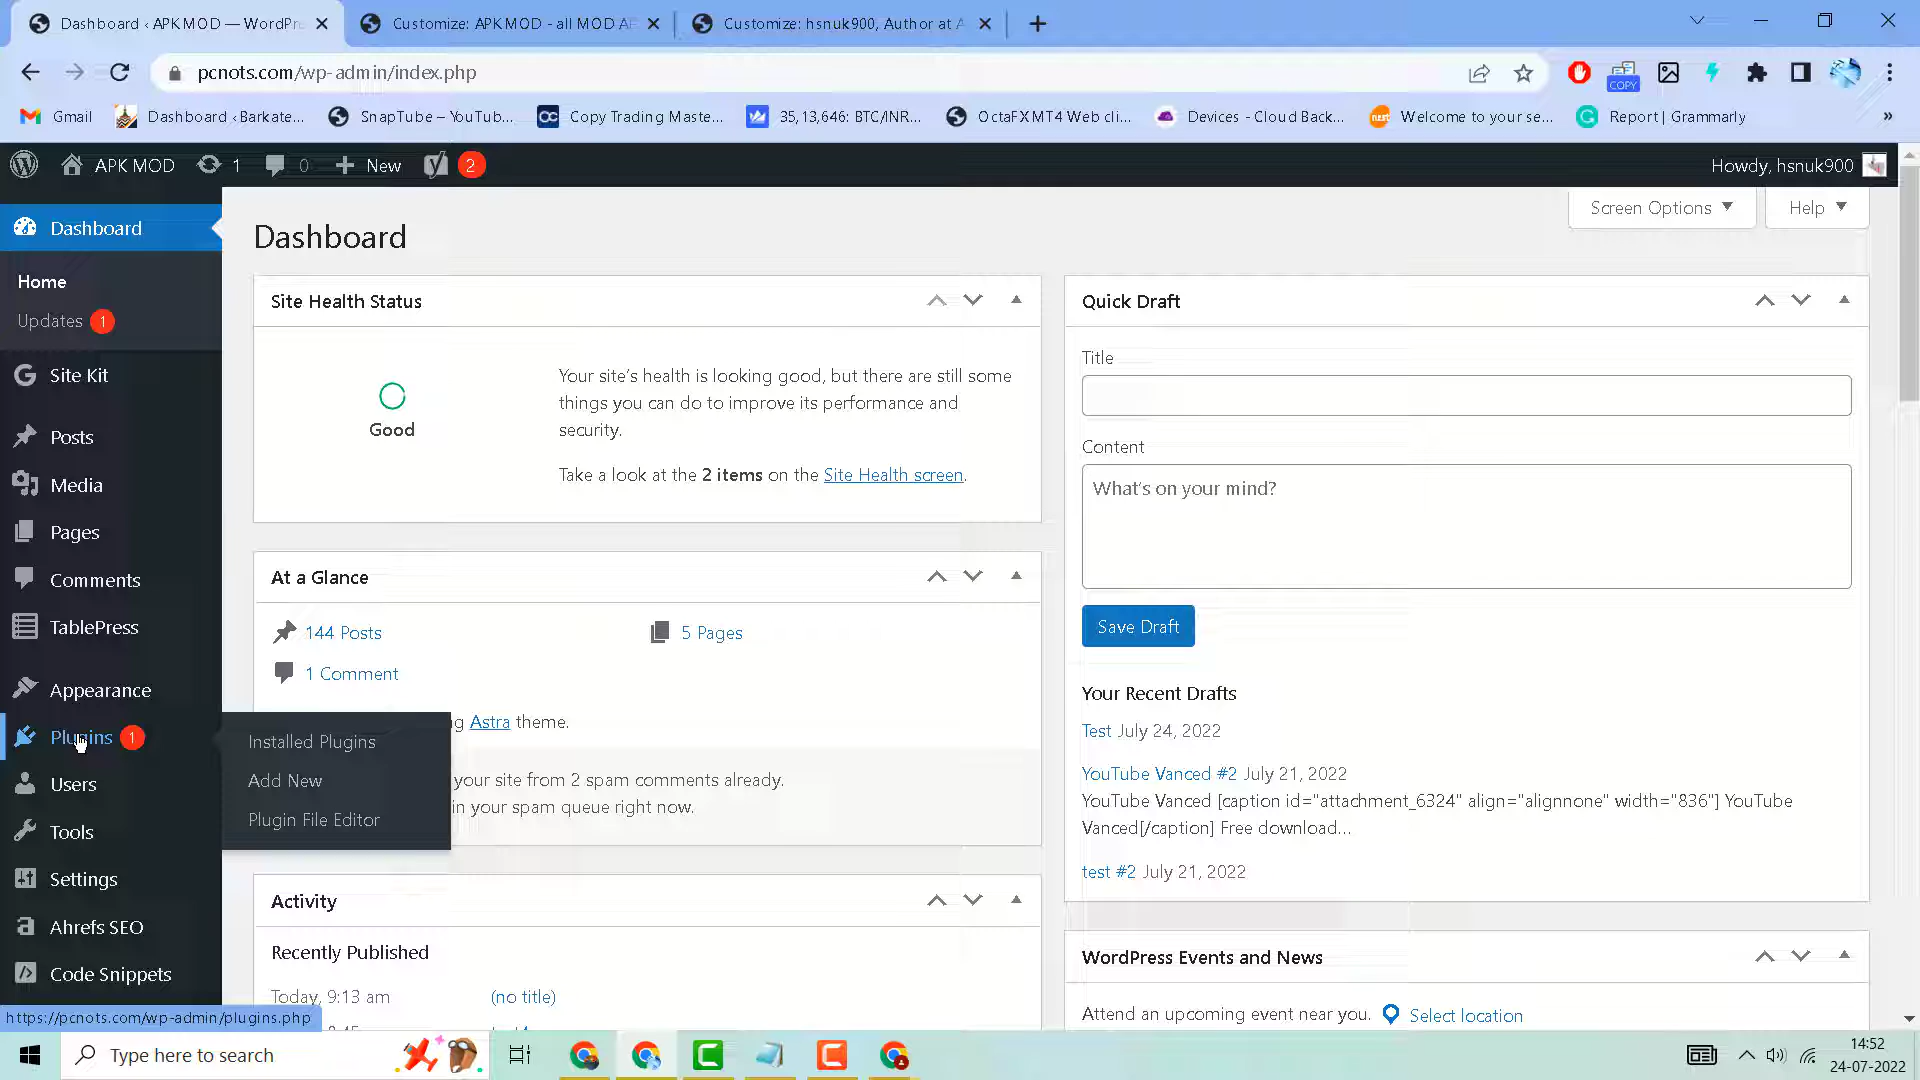 Dashboard ‹ APK MOD — WordPre
Customize: APK MOD - all MOD AP
Customize: hsnuk900, Author at A
pcnots.com/wp-admin/index.php
COPY
Gmail
Dashboard ‹ Barkate...
SnapTube – YouTub...
CC
Copy Trading Maste...
35,13,646: BTC/INR...
OctaFX MT4 Web cli...
Devices - Cloud Back...
Welcome to your se...
Report | Grammarly
»
APK MOD
1
0
New
2
Howdy, hsnuk900
Dashboard
Home
Updates 1
Site Kit
Posts
Media
Pages
Comments
TablePress
Appearance
Plugins 1
Users
Tools
Settings
Ahrefs SEO
Code Snippets
Installed Plugins
Add New
Plugin File Editor
Screen Options
Help
Dashboard
Site Health Status
Good
Your site's health is looking good, but there are still some
things you can do to improve its performance and
security.
Take a look at the 2 items on the Site Health screen.
At a Glance
144 Posts
5 Pages
1 Comment
g Astra theme.
your site from 2 spam comments already.
in your spam queue right now.
Activity
Recently Published
Today, 9:13 am
(no title)
Quick Draft
Title
Content
What's on your mind?
Save Draft
Your Recent Drafts
Test July 24, 2022
YouTube Vanced #2 July 21, 2022
YouTube Vanced [caption id="attachment_6324" align="alignnone" width="836"] YouTube
Vanced[/caption] Free download...
test #2 July 21, 2022
WordPress Events and News
Attend an upcoming event near you.
Select location
https://pcnots.com/wp-admin/plugins.php
Type here to search
14:52
24-07-2022